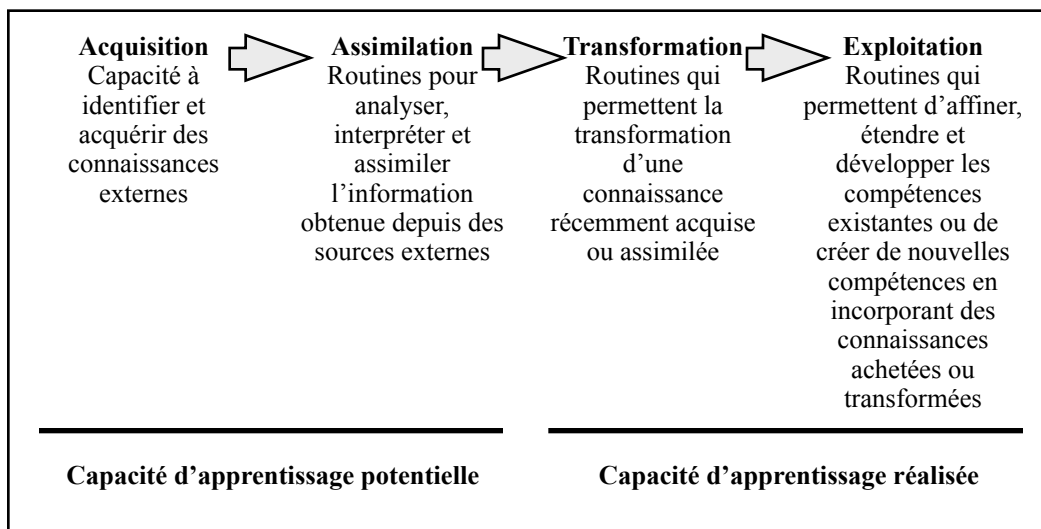 Acquisition
Capacité à
identifier et
acquérir des
connaissances
externes
Assimilation
Routines pour
analyser,
interpréter et
assimiler
l’information
obtenue depuis des
sources externes
Transformation
Routines qui
permettent la
transformation
d’une
connaissance
récemment acquise
ou assimilée
Exploitation
Routines qui
permettent d’affiner,
étendre et
développer les
compétences
existantes ou de
créer de nouvelles
compétences en
incorporant des
connaissances
achetées ou
transformées
Capacité d’apprentissage potentielle
Capacité d’apprentissage réalisée